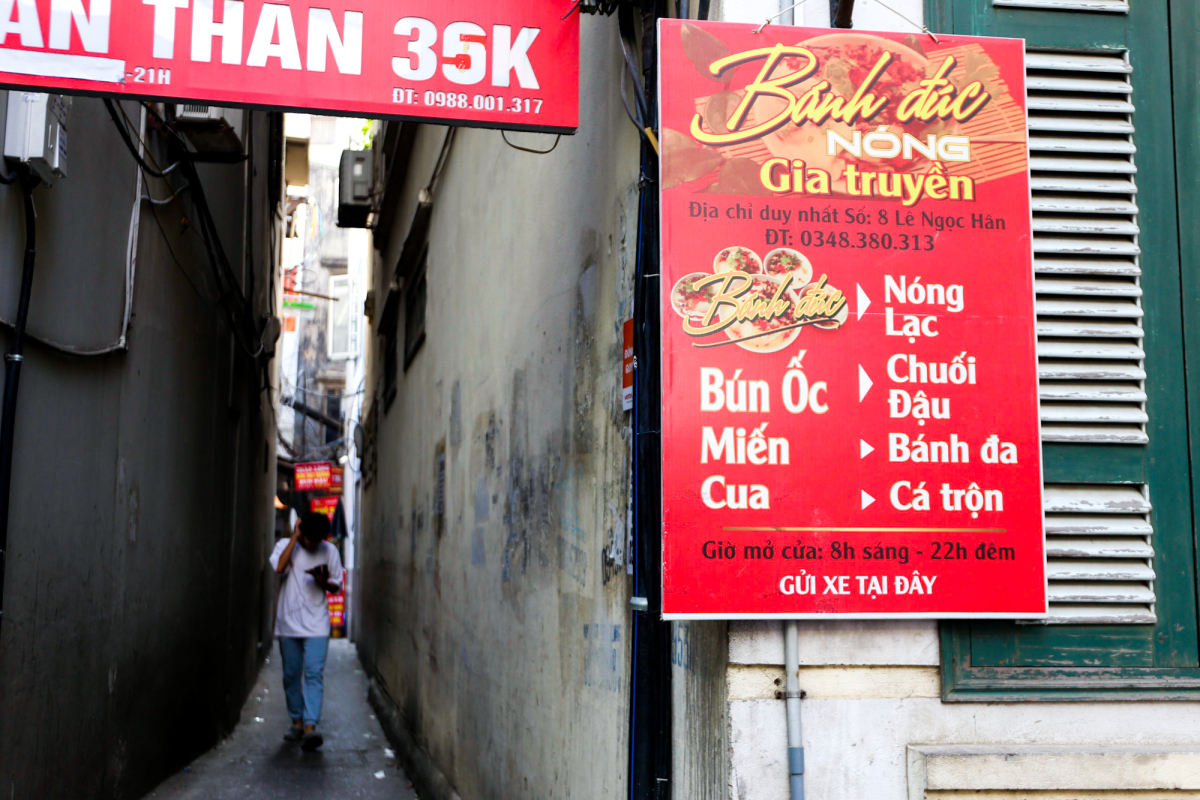 ÂN THÂN 35K
-21H
ĐT: 0988.001.317
Bánh đúc
NÓNG
Gia truyền
Địa chỉ duy nhất Số: 8 Lê Ngọc Hân
ĐT: 0348.380.313
Bánh đúc
Nóng
Lạc
Bún Ốc
Chuối
Đậu
Miến
Bánh đa
Cua
Cá trộn
Giờ mở cửa: 8h sáng - 22h đêm
GỬI XE TẠI ĐÂY